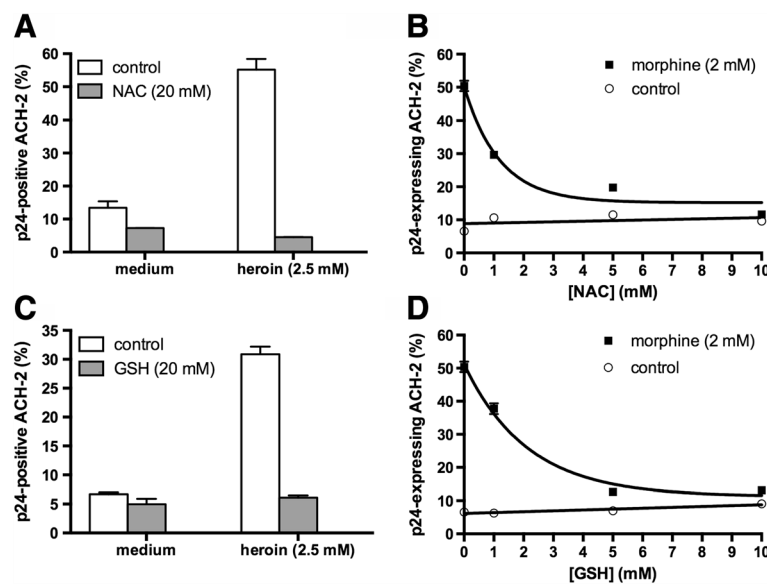 A
p24-positive ACH-2 (%)
60
50
40
30
20
10
0
control
NAC (20 mM)
medium
heroin (2.5 mM)
B
p24-expressing ACH-2 (%)
60
50
40
30
20
10
0
morphine (2 mM)
control
0 1 2 3 4 5 6 7 8 9 10
[NAC] (mM)
C
p24-positive ACH-2 (%)
35
30
25
20
15
10
5
0
control
GSH (20 mM)
medium
heroin (2.5 mM)
D
p24-expressing ACH-2 (%)
60
50
40
30
20
10
0
morphine (2 mM)
control
0 1 2 3 4 5 6 7 8 9 10
[GSH] (mM)